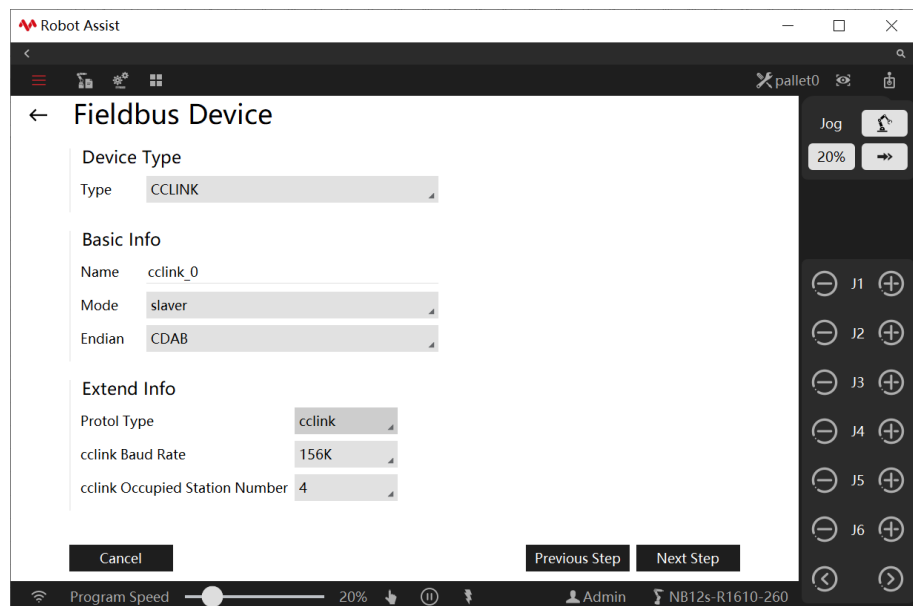 Robot Assist
pallet0
Fieldbus Device
Jog
20%
Device Type
Type CCLINK
Basic Info
Name cclink_0
Mode slaver
Endian CDAB
Extend Info
Protol Type cclink
cclink Baud Rate 156K
cclink Occupied Station Number 4
J1
J2
J3
J4
J5
J6
Cancel Previous Step Next Step
Program Speed 20% Admin NB12s-R1610-260